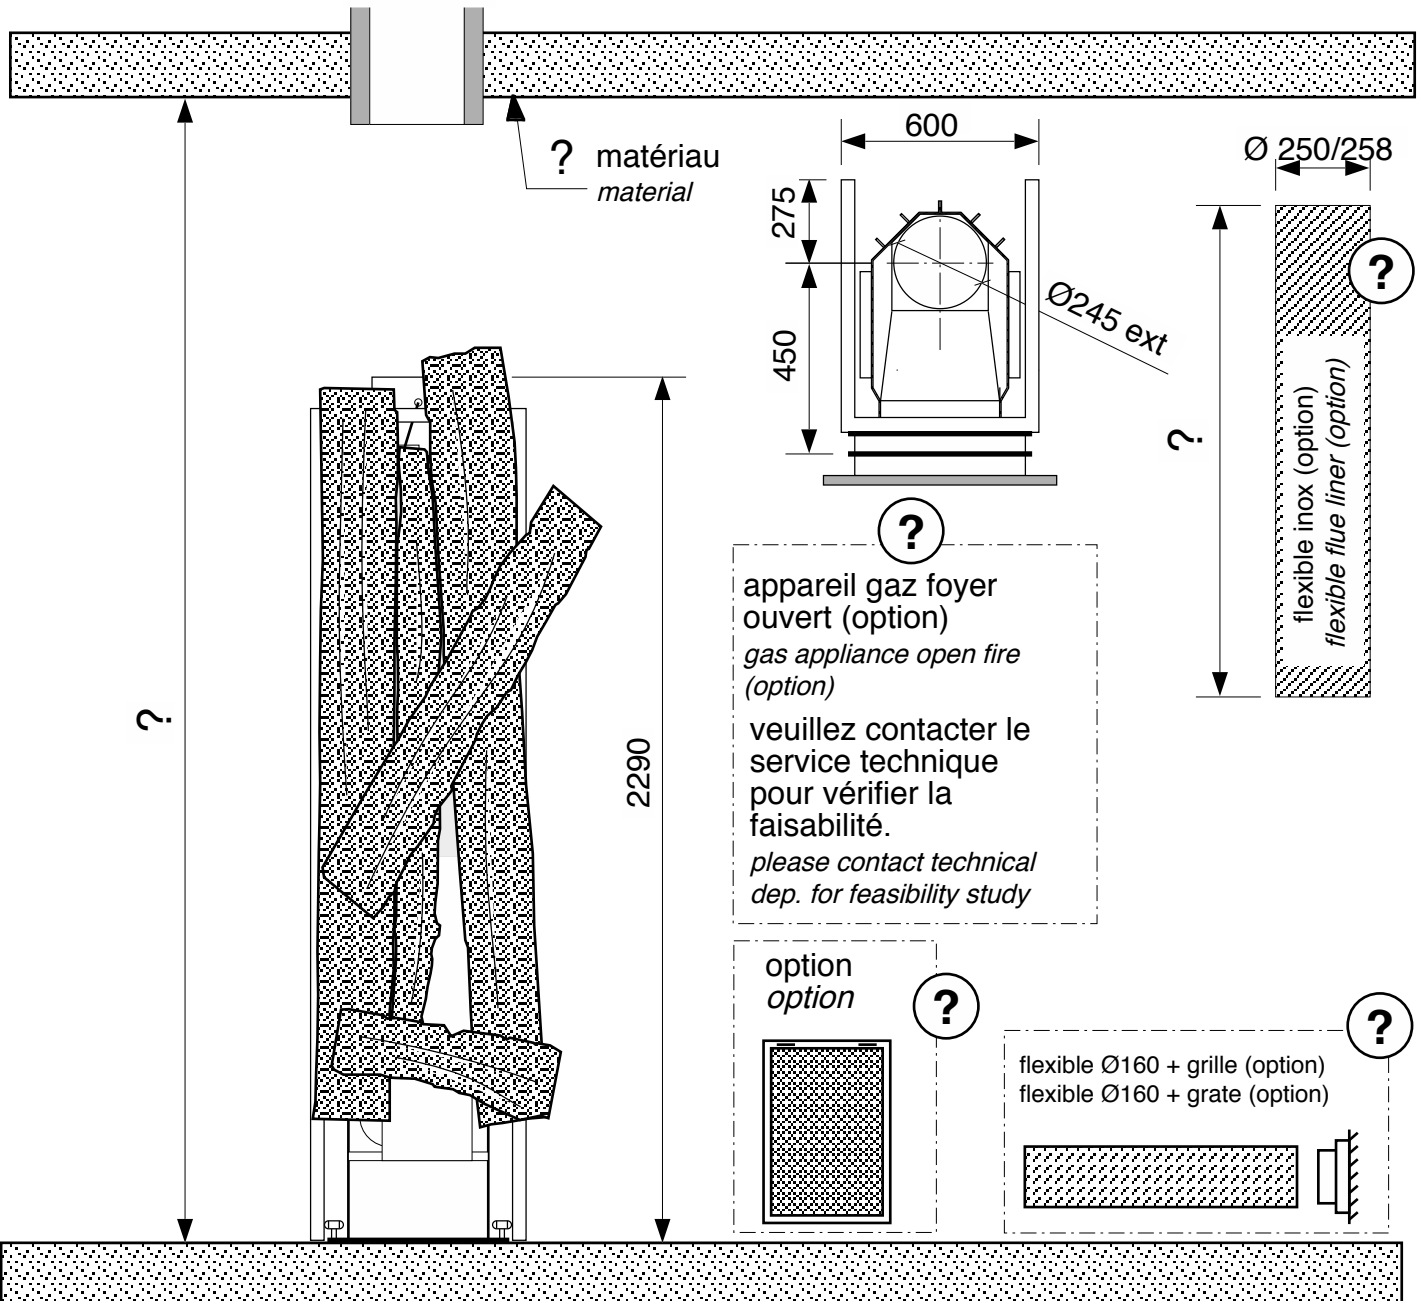 ? matériau
material
600
275
450
Ø245 ext
Ø 250/258
?
?
flexible inox (option)
flexible flue liner (option)
?
2290
?
appareil gaz foyer
ouvert (option)
gas appliance open fire
(option)
veuillez contacter le
service technique
pour vérifier la
faisabilité.
please contact technical
dep. for feasibility study
option
option
?
?
flexible Ø160 + grille (option)
flexible Ø160 + grate (option)